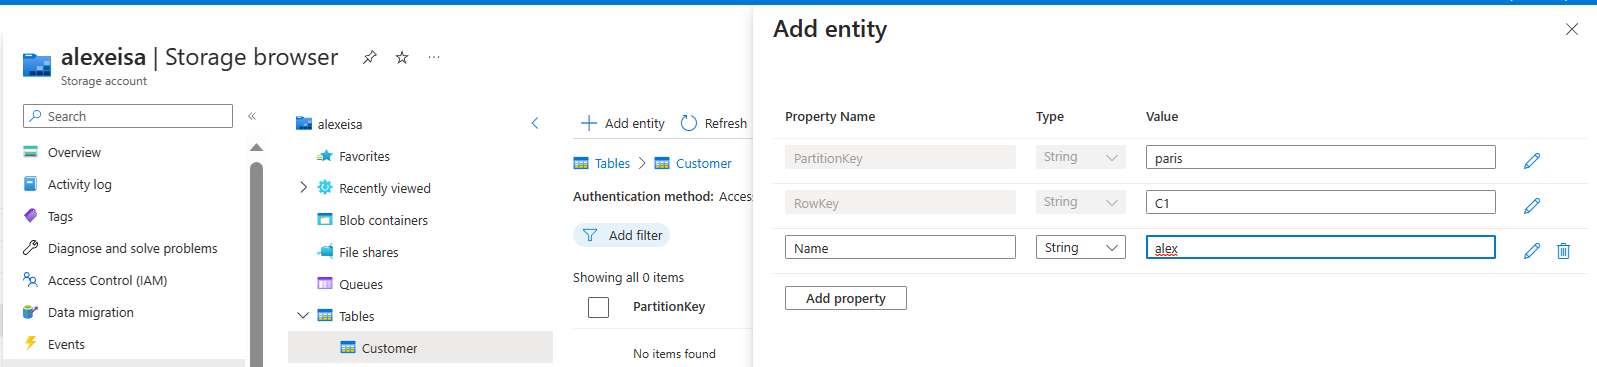 alexeisa | Storage browser
Storage account
Search
Overview
Activity log
Tags
Diagnose and solve problems
Access Control (IAM)
Data migration
Events
alexeisa
Favorites
Recently viewed
Blob containers
File shares
Queues
Tables
Customer
Add entity Refresh
Tables > Customer
Authentication method: Acces
Add filter
Showing all 0 items
PartitionKey
No items found
Add entity
Property Name Type Value
PartitionKey String paris
RowKey String C1
Name String alex
Add property